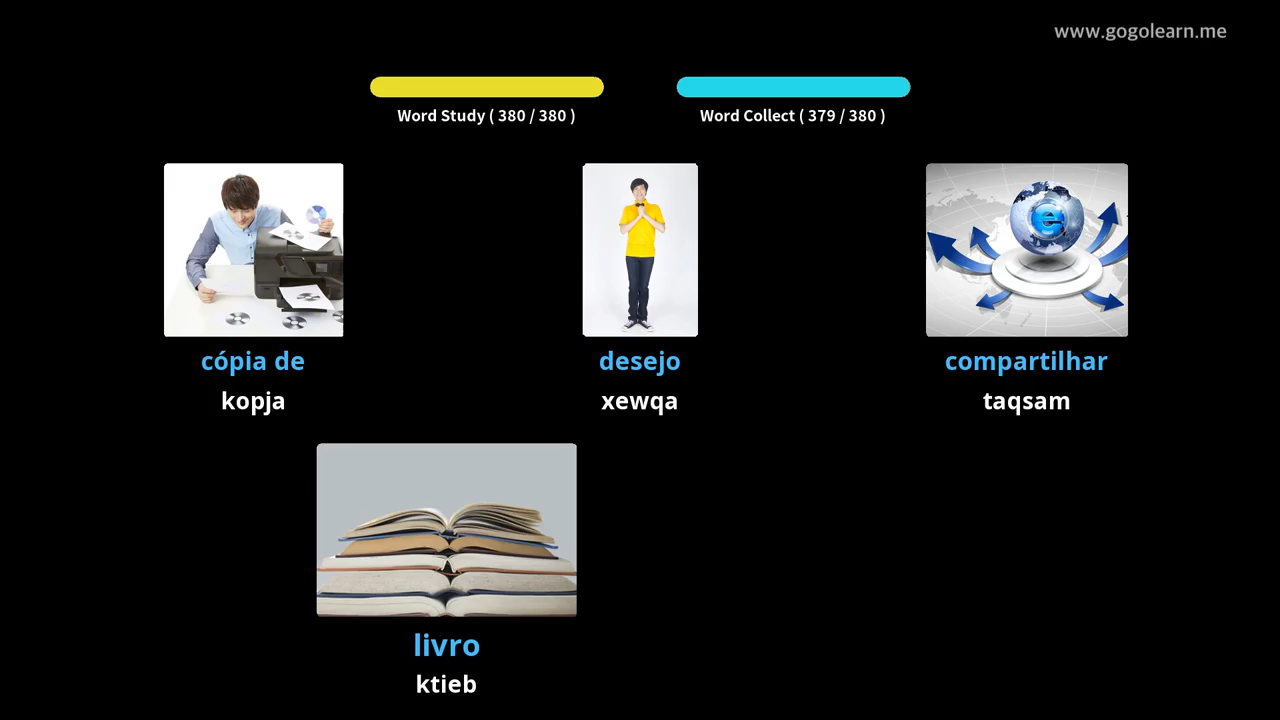 www.gogolearn.me
Word Study ( 380 / 380 )
Word Collect ( 379 / 380 )
cópia de
kopja
desejo
xewqa
compartilhar
taqsam
livro
ktieb